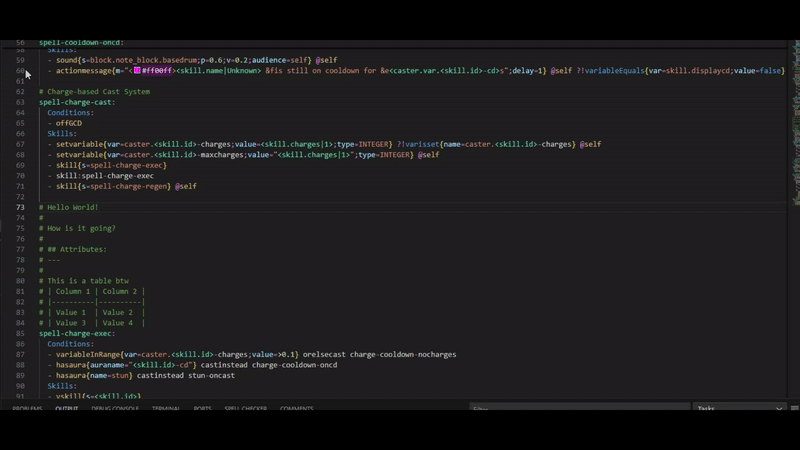 56 spell-cooldown-oncd:
58 Skills:
59 - sound{s=block.note_block.basedrum;p=0.6;v=0.2;audience=self} @self
60 - actionmessage{m="<#ff00ff><skill.name|Unknown> &fis still on cooldown for &e<caster.var.<skill.id>-cd>s";delay=1} @self ?!variableEquals{var=skill.displaycd;value=false}
61
62 # Charge-based Cast System
63 spell-charge-cast:
64 Conditions:
65 - offGCD
66 Skills:
67 - setvariable{var=caster.<skill.id>-charges;value=<skill.charges|1>;type=INTEGER} ?!varisset{name=caster.<skill.id>-charges} @self
68 - setvariable{var=caster.<skill.id>-maxcharges;value="<skill.charges|1>";type=INTEGER} @self
69 - skill{s=spell-charge-exec}
70 - skill:spell-charge-exec
71 - skill{s=spell-charge-regen} @self
72
73 # Hello World!
74 #
75 # How is it going?
76 #
77 # ## Attributes:
78 # ---
79 #
80 # This is a table btw
81 # | Column 1 | Column 2 |
82 # |----------|----------|
83 # | Value 1 | Value 2 |
84 # | Value 3 | Value 4 |
85 spell-charge-exec:
86 Conditions:
87 - variableInRange{var=caster.<skill.id>-charges;value=>0.1} orelsecast charge-cooldown-nocharges
88 - hasaura{auraname="<skill.id>-cd"} castinstead charge-cooldown-oncd
89 - hasaura{name=stun} castinstead stun-oncast
90 Skills:
91 - vskill{s=<skill.id>}
PROBLEMS OUTPUT DEBUG CONSOLE TERMINAL PORTS SPELL CHECKER COMMENTS Filter Tasks